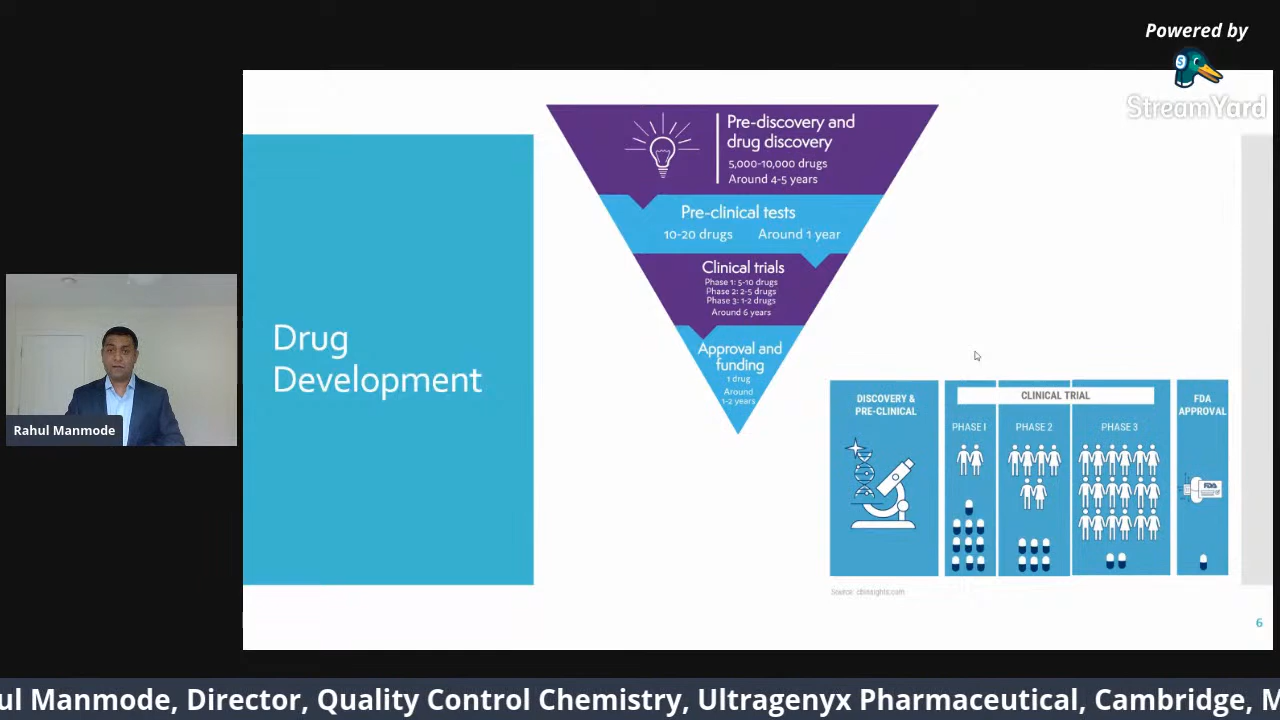 Powered by
StreamYard
Pre-discovery and
drug discovery
5,000-10,000 drugs
Around 4-5 years
Pre-clinical tests
10-20 drugs Around 1 year
Clinical trials
Phase 1: 5-10 drugs
Phase 2: 2-5 drugs
Phase 3: 1-2 drugs
Around 6 years
Approval and
funding
1 drug
Around
1-2 years
Drug
Development
Rahul Manmode
DISCOVERY &
PRE-CLINICAL
CLINICAL TRIAL
PHASE I
PHASE 2
PHASE 3
FDA
APPROVAL
FDA
Source: cbinsights.com
6
ul Manmode, Director, Quality Control Chemistry, Ultragenyx Pharmaceutical, Cambridge, M